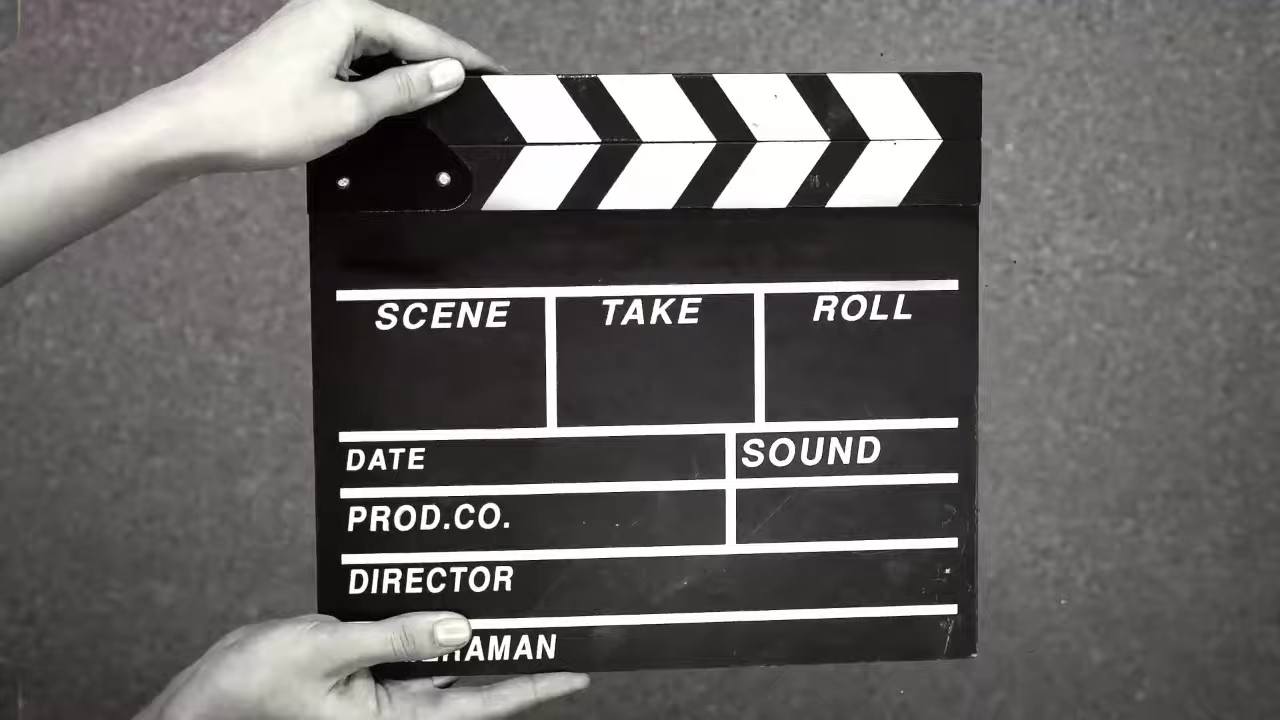 SCENE TAKE ROLL
DATE SOUND
PROD.CO.
DIRECTOR